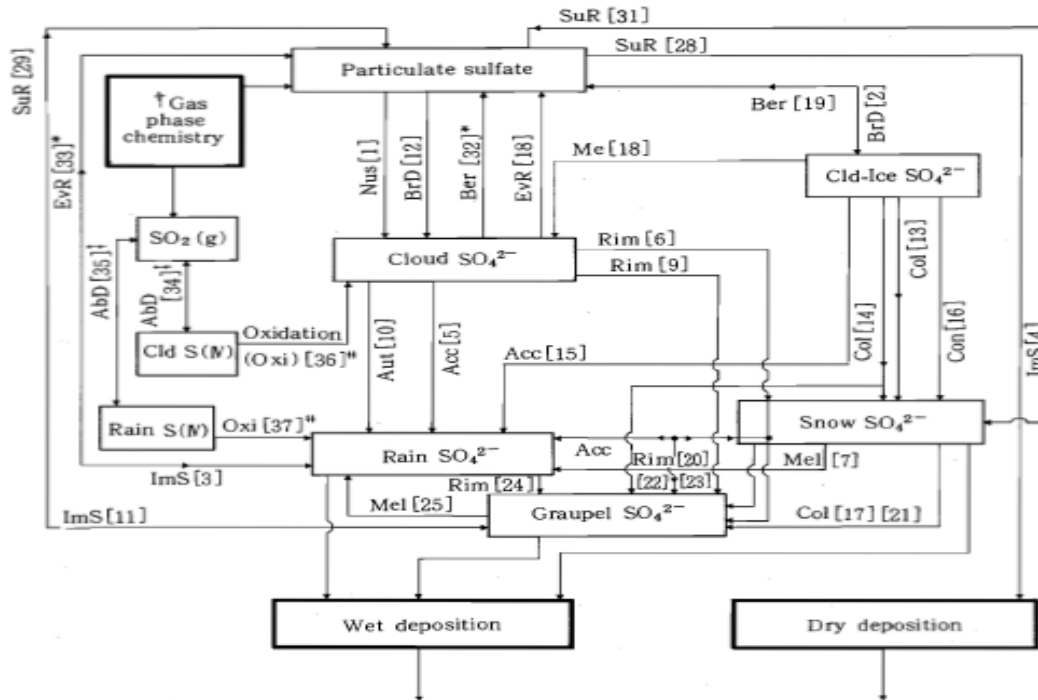 SuR [31]
SuR [28]
SuR [29]
Particulate sulfate
†Gas
phase
chemistry
Ber [19]
BrD [2]
EvR [33]*
Nus [1]
BrD [12]
Ber [32]*
EvR [18]
Me [18]
Cld-Ice SO₄²⁻
SO₂ (g)
Cloud SO₄²⁻
Rim [6]
Rim [9]
Col [13]
AbD [35]‡
AbD
[34]‡
Oxidation
(Oxi) [36]#
Cld S(Ⅳ)
Aut [10]
Acc [5]
Acc [15]
Col [14]
Con [16]
ImS [4]
Rain S(Ⅳ)
Oxi [37]#
Snow SO₄²⁻
Rain SO₄²⁻
Acc
Rim [20]
Mel [7]
ImS [3]
Rim [24]
[22]
[23]
Mel [25]
ImS [11]
Graupel SO₄²⁻
Col [17] [21]
Wet deposition
Dry deposition